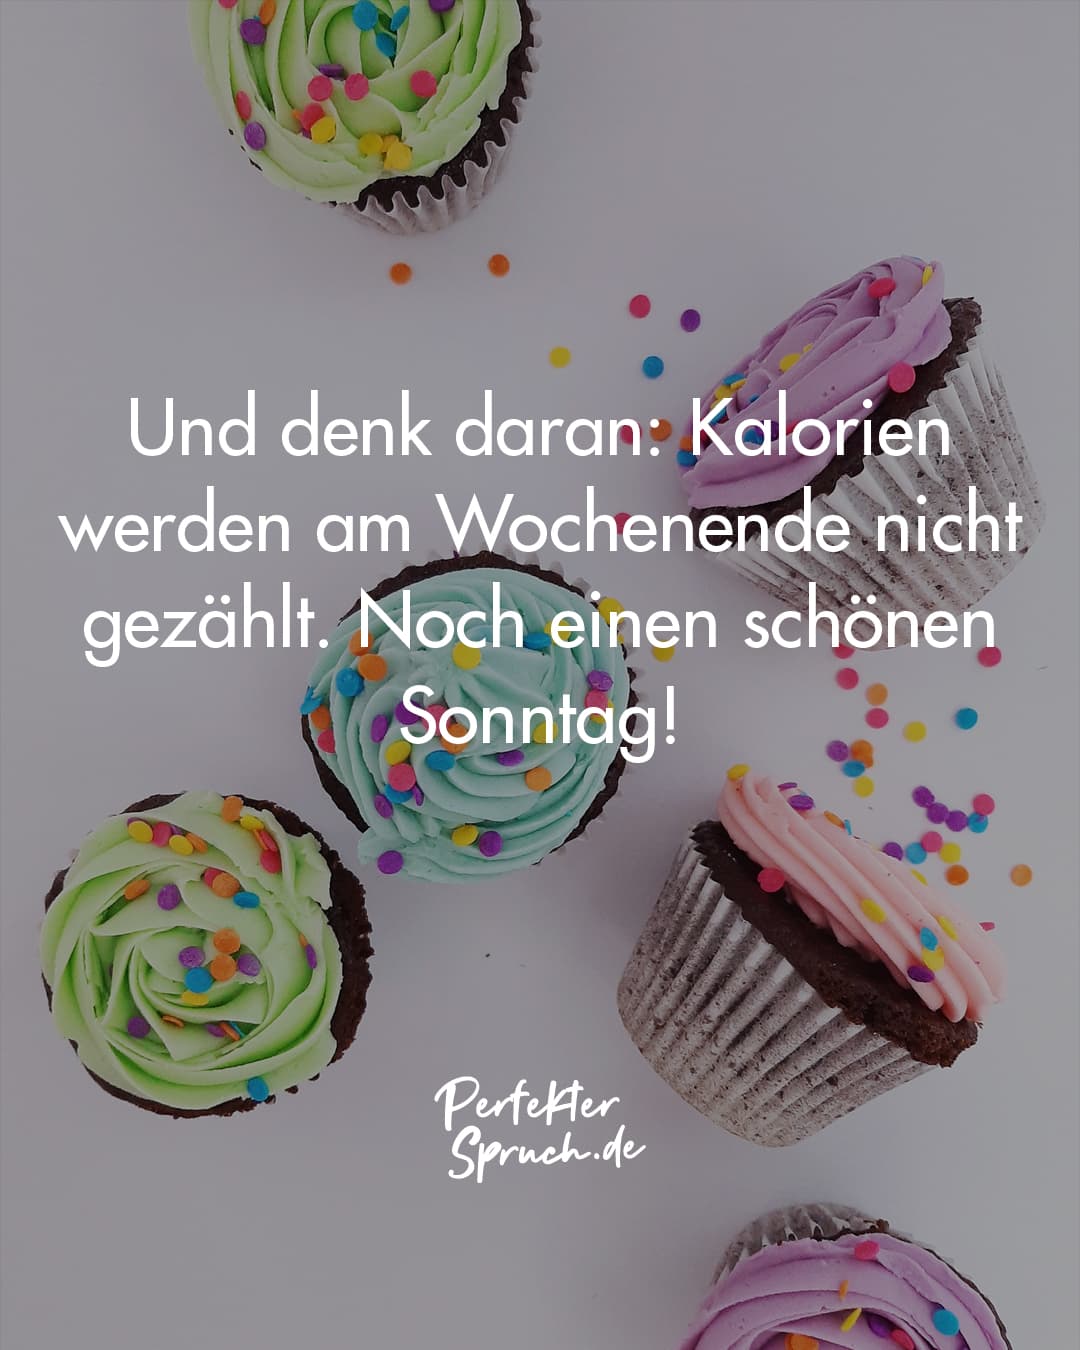 Und denk daran: Kalorien
werden am Wochenende nicht
gezählt. Noch einen schönen
Sonntag!
Perfekter
Spruch.de